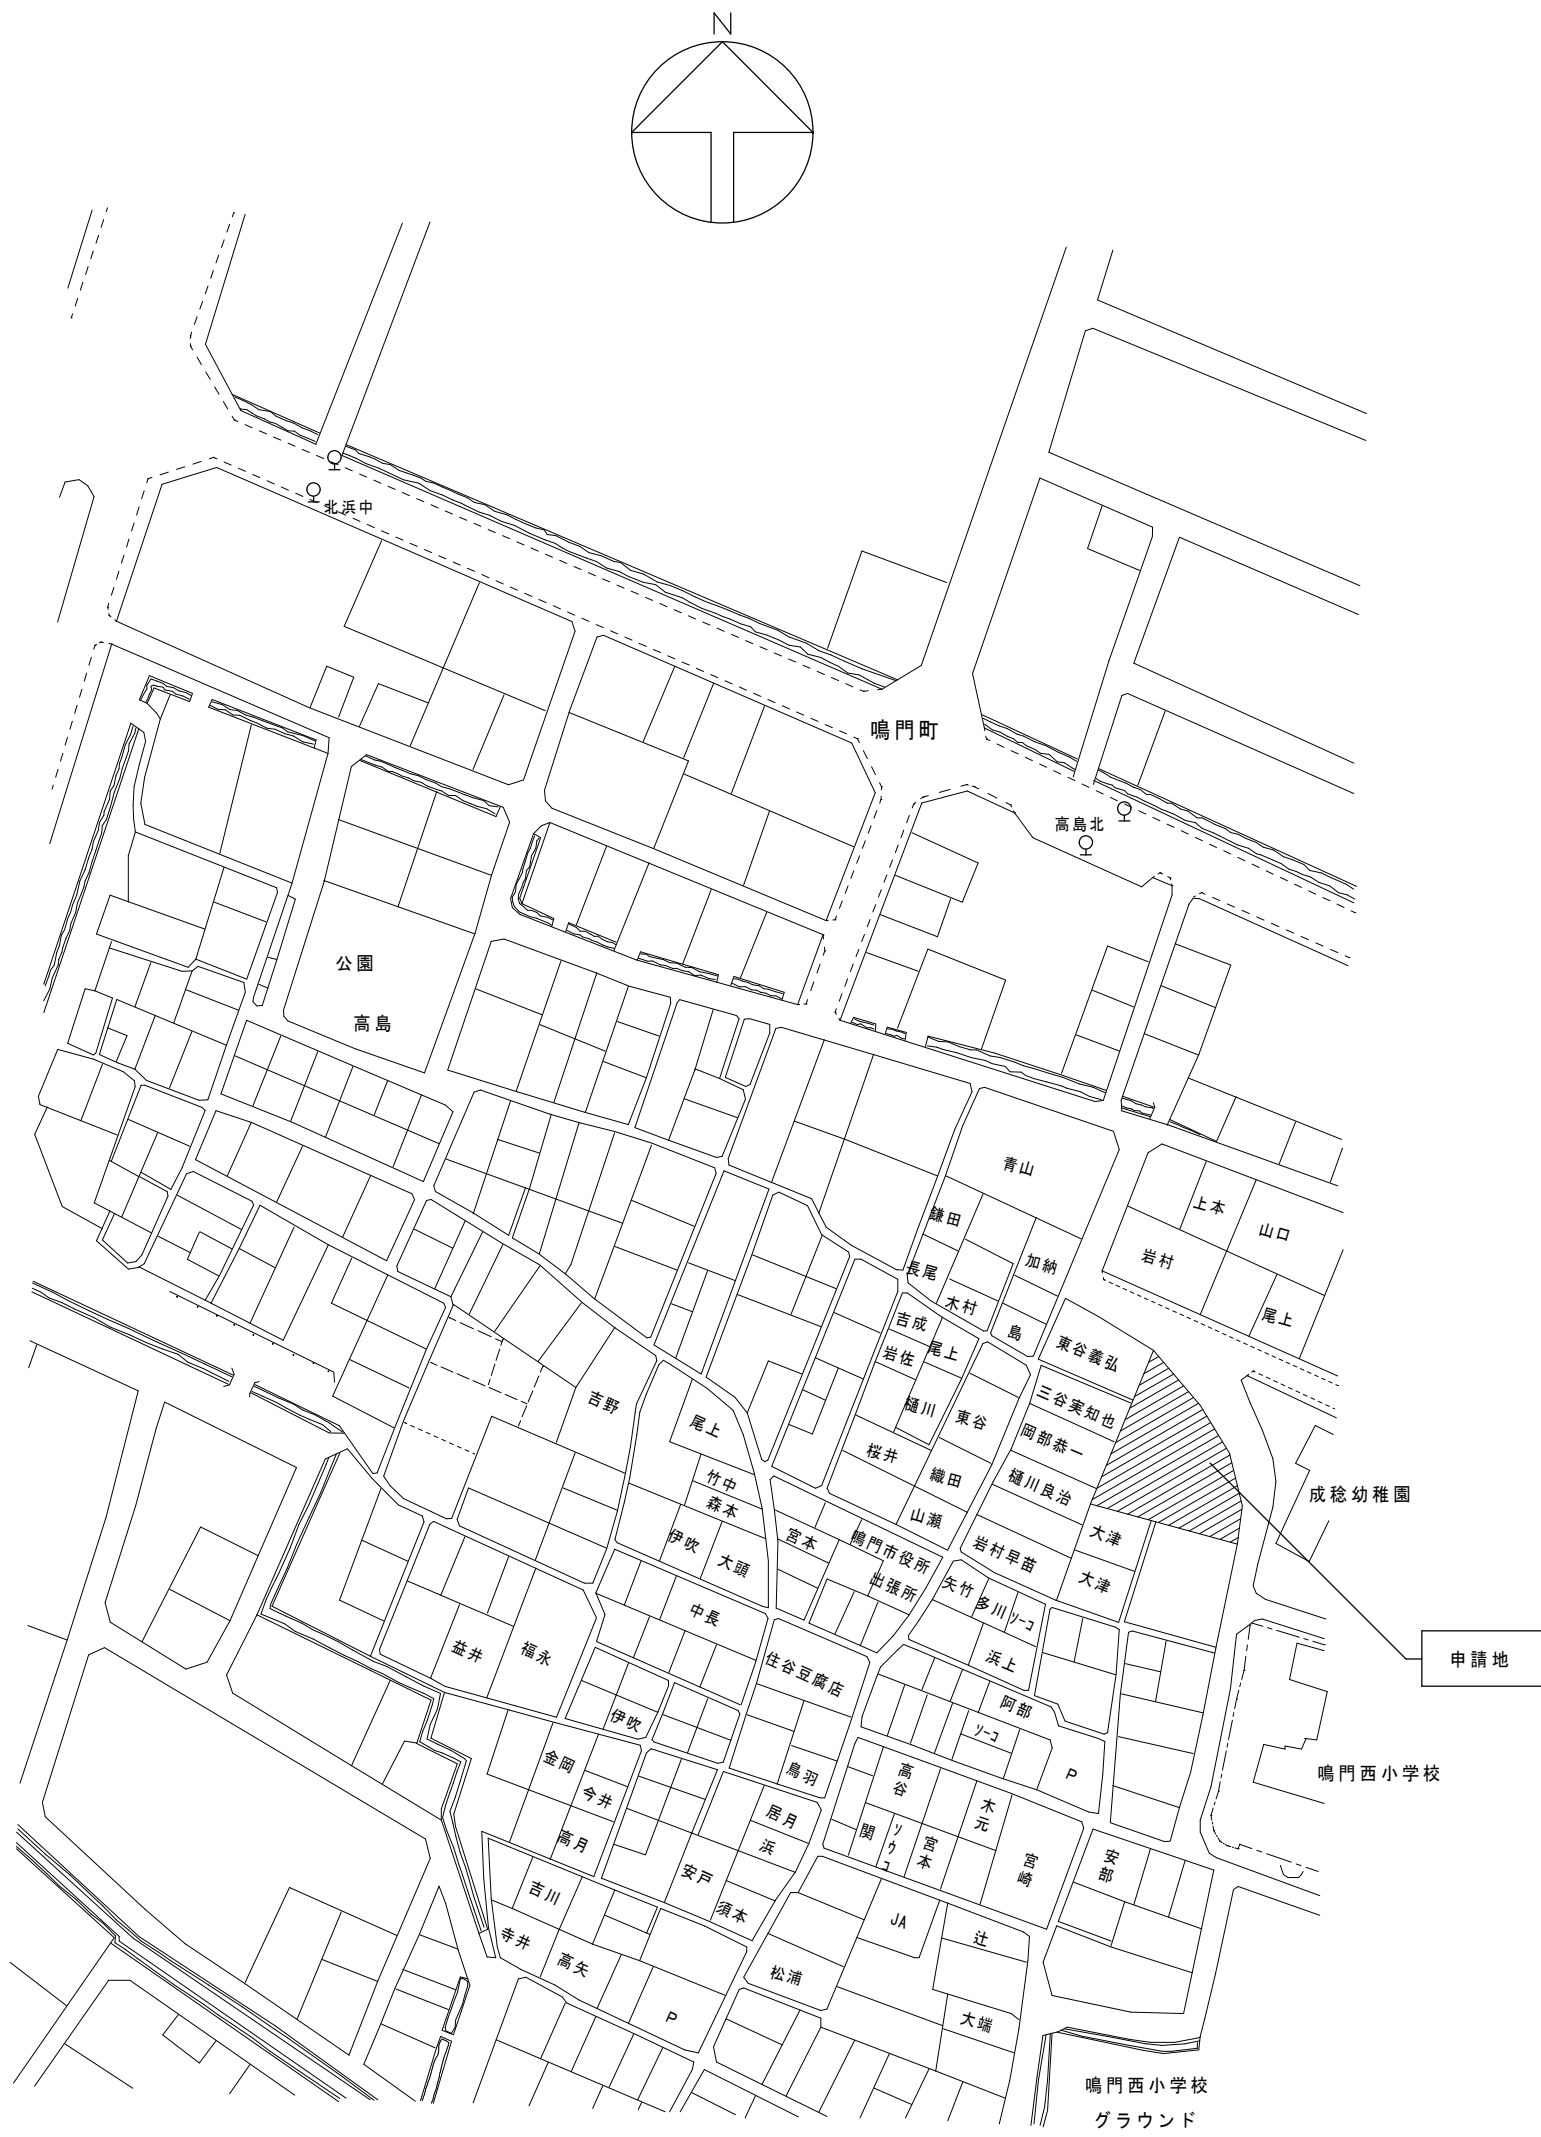 N
北浜中
鳴門町
高島北
公園
高島
青山
鎌田
上本
山口
長尾
加納
岩村
木村
吉成
尾上
島
尾上
岩佐
東谷義弘
三谷実知也
吉野
尾上
樋川
東谷
岡部恭一
桜井
織田
樋川良治
成稔幼稚園
竹中
森本
山瀬
大津
伊吹
大頭
宮本
鳴門市役所
出張所
岩村早苗
大津
矢竹
多川
ソーコ
中長
益井
福永
浜上
申請地
住谷豆腐店
伊吹
阿部
ソーコ
金岡
今井
鳥羽
高谷
P
鳴門西小学校
高月
居月
浜
関
ソウコ
宮本
木元
宮崎
安部
安戸
吉川
須本
JA
辻
寺井
高矢
松浦
P
大端
鳴門西小学校
グラウンド